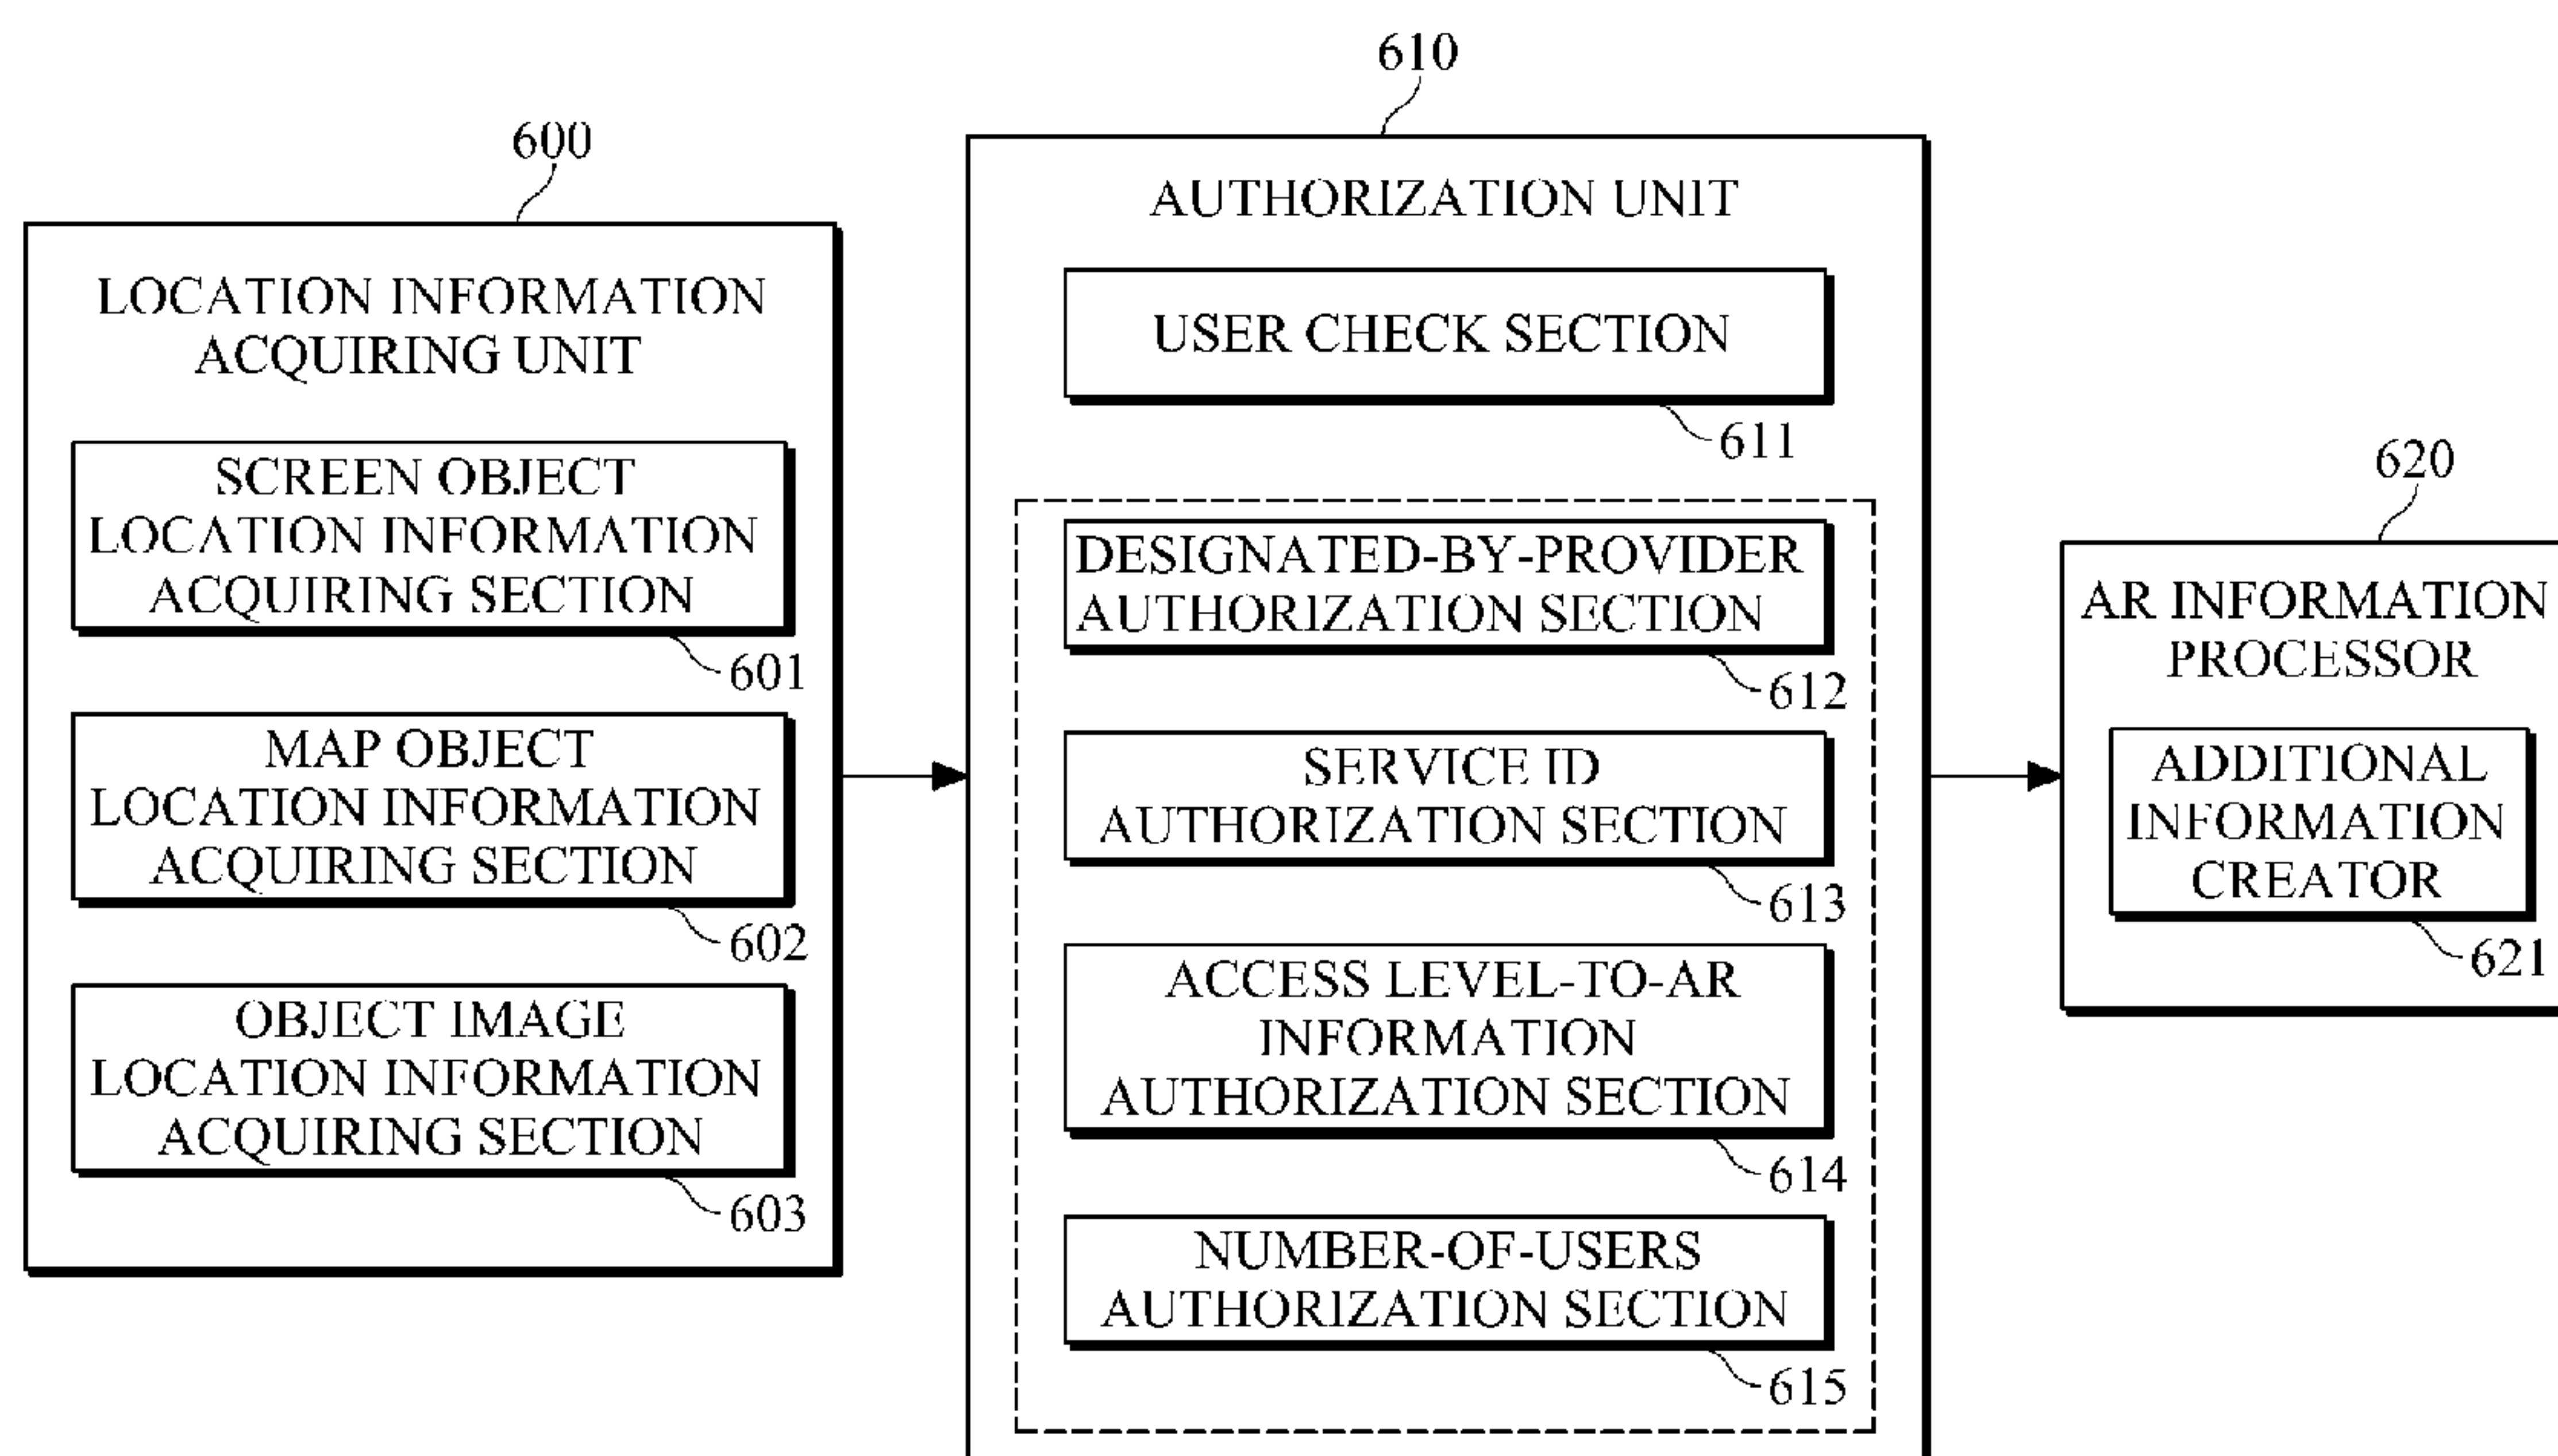 600
LOCATION INFORMATION
ACQUIRING UNIT
SCREEN OBJECT
LOCATION INFORMATION
ACQUIRING SECTION
601
MAP OBJECT
LOCATION INFORMATION
ACQUIRING SECTION
602
OBJECT IMAGE
LOCATION INFORMATION
ACQUIRING SECTION
603
610
AUTHORIZATION UNIT
USER CHECK SECTION
611
DESIGNATED-BY-PROVIDER
AUTHORIZATION SECTION
612
SERVICE ID
AUTHORIZATION SECTION
613
ACCESS LEVEL-TO-AR
INFORMATION
AUTHORIZATION SECTION
614
NUMBER-OF-USERS
AUTHORIZATION SECTION
615
620
AR INFORMATION
PROCESSOR
ADDITIONAL
INFORMATION
CREATOR
621